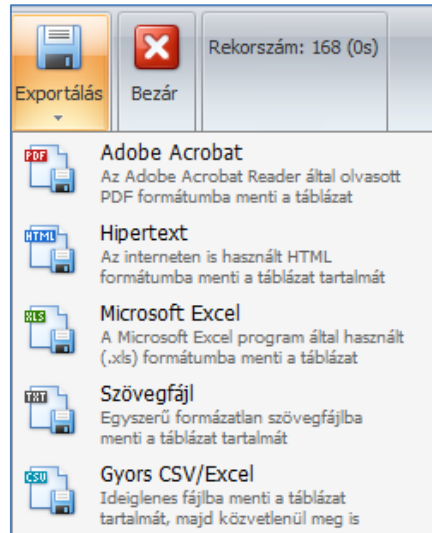 Rekorszám: 168 (0s)
Exportálás
Bezár
PDF
Adobe Acrobat
Az Adobe Acrobat Reader által olvasott
PDF formátumba menti a táblázat
HTML
Hipertext
Az interneten is használt HTML
formátumba menti a táblázat tartalmát
XLS
Microsoft Excel
A Microsoft Excel program által használt
(.xls) formátumba menti a táblázat
TXT
Szövegfájl
Egyszerű formázatlan szövegfájlba
menti a táblázat tartalmát
CSV
Gyors CSV/Excel
Ideiglenes fájlba menti a táblázat
tartalmát, majd közvetlenül meg is